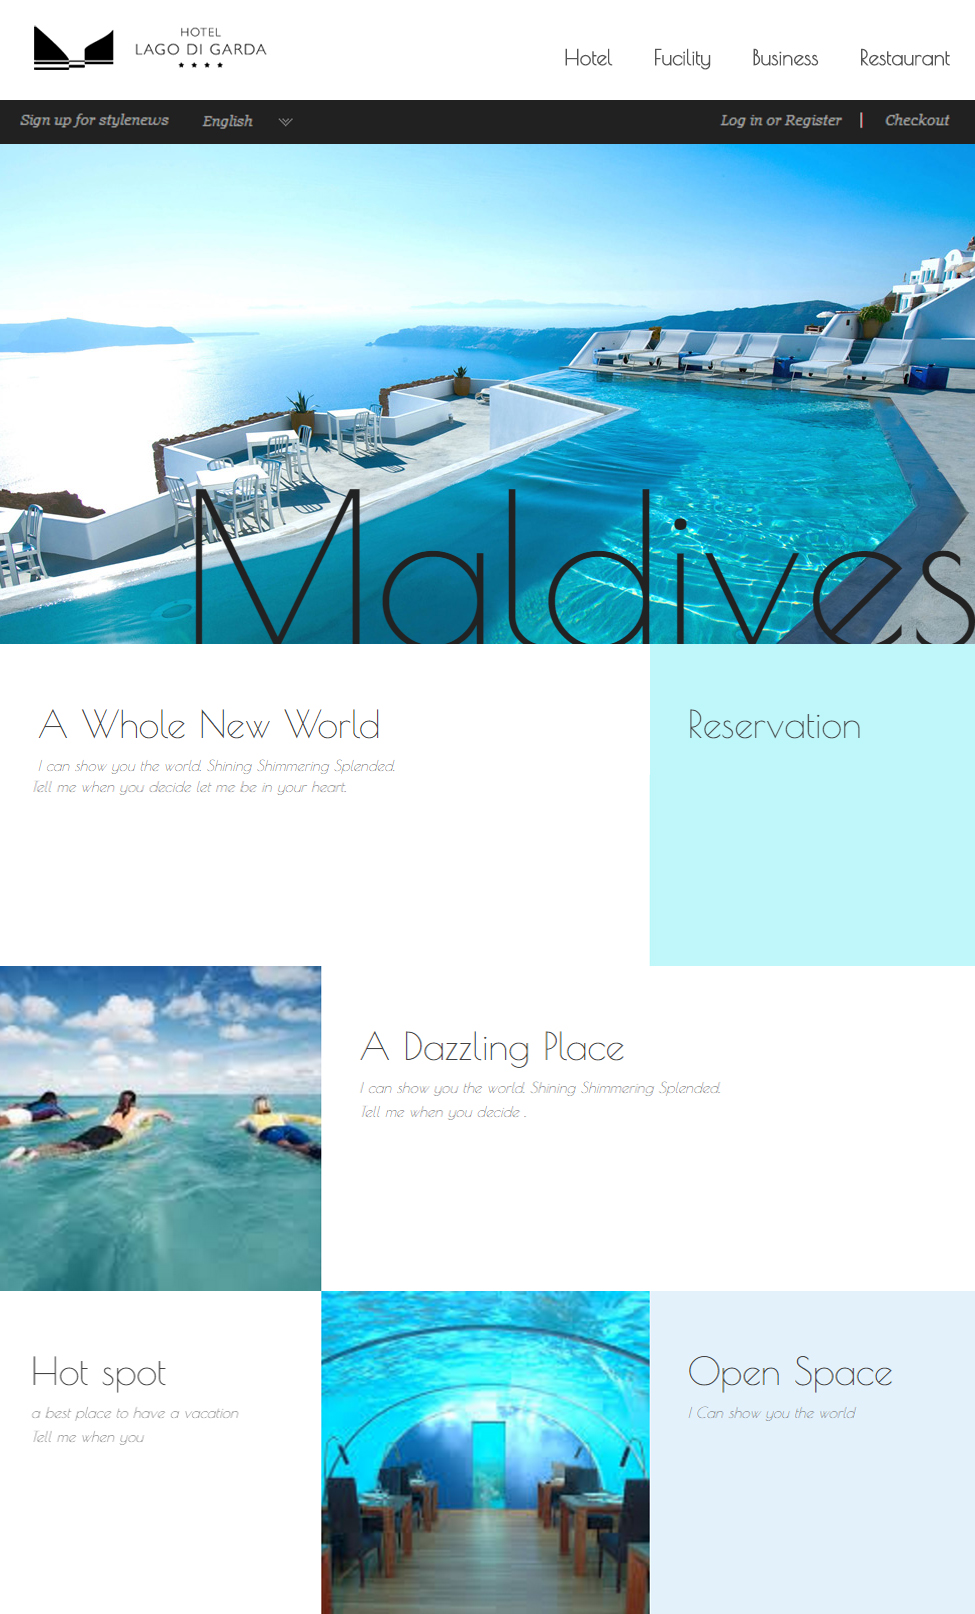 HOTEL
LAGO DI GARDA
Hotel Fucility Business Restaurant
Sign up for stylenews English Log in or Register | Checkout
Maldives
A Whole New World
I can show you the world. Shining Shimmering Splended.
Tell me when you decide let me be in your heart.
Reservation
A Dazzling Place
I can show you the world. Shining Shimmering Splended.
Tell me when you decide .
Hot spot
a best place to have a vacation
Tell me when you
Open Space
I Can show you the world